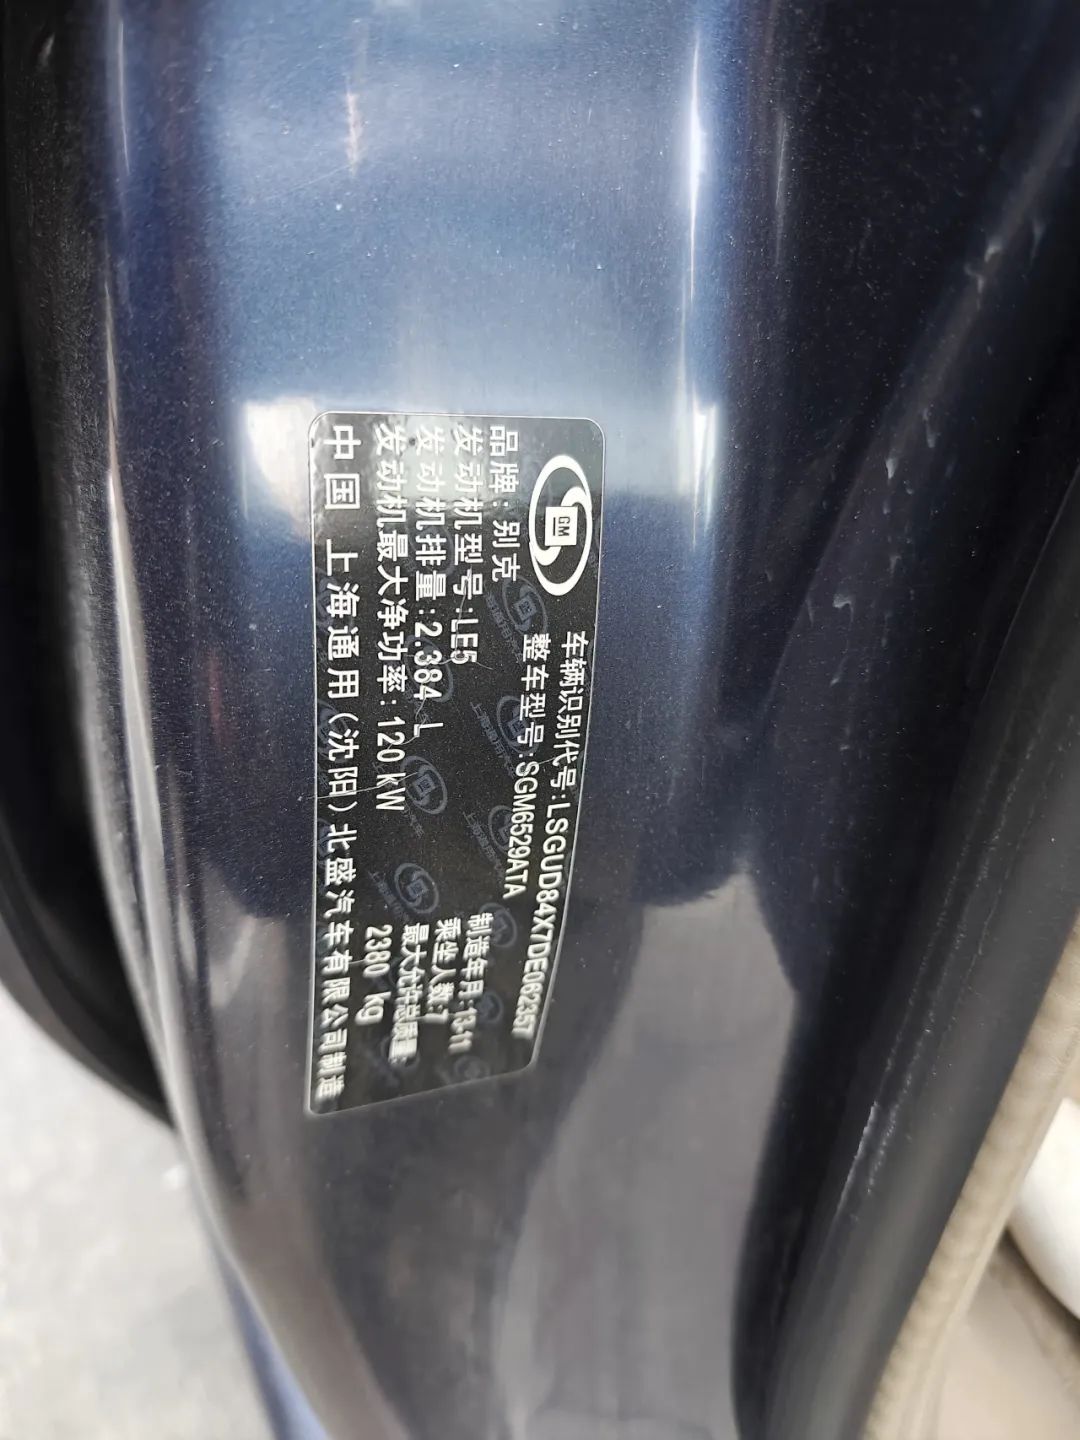 GM
车辆识别代号:LSGUD84X7DE062357
品牌:别克
整车型号:SGM6529ATA
发动机型号:LE5
制造年月:13-11
发动机排量:2.384 L
乘坐人数:7
发动机最大净功率:120 kW
最大允许总质量:
2380 kg
中国 上海通用(沈阳)北盛汽车有限公司制造